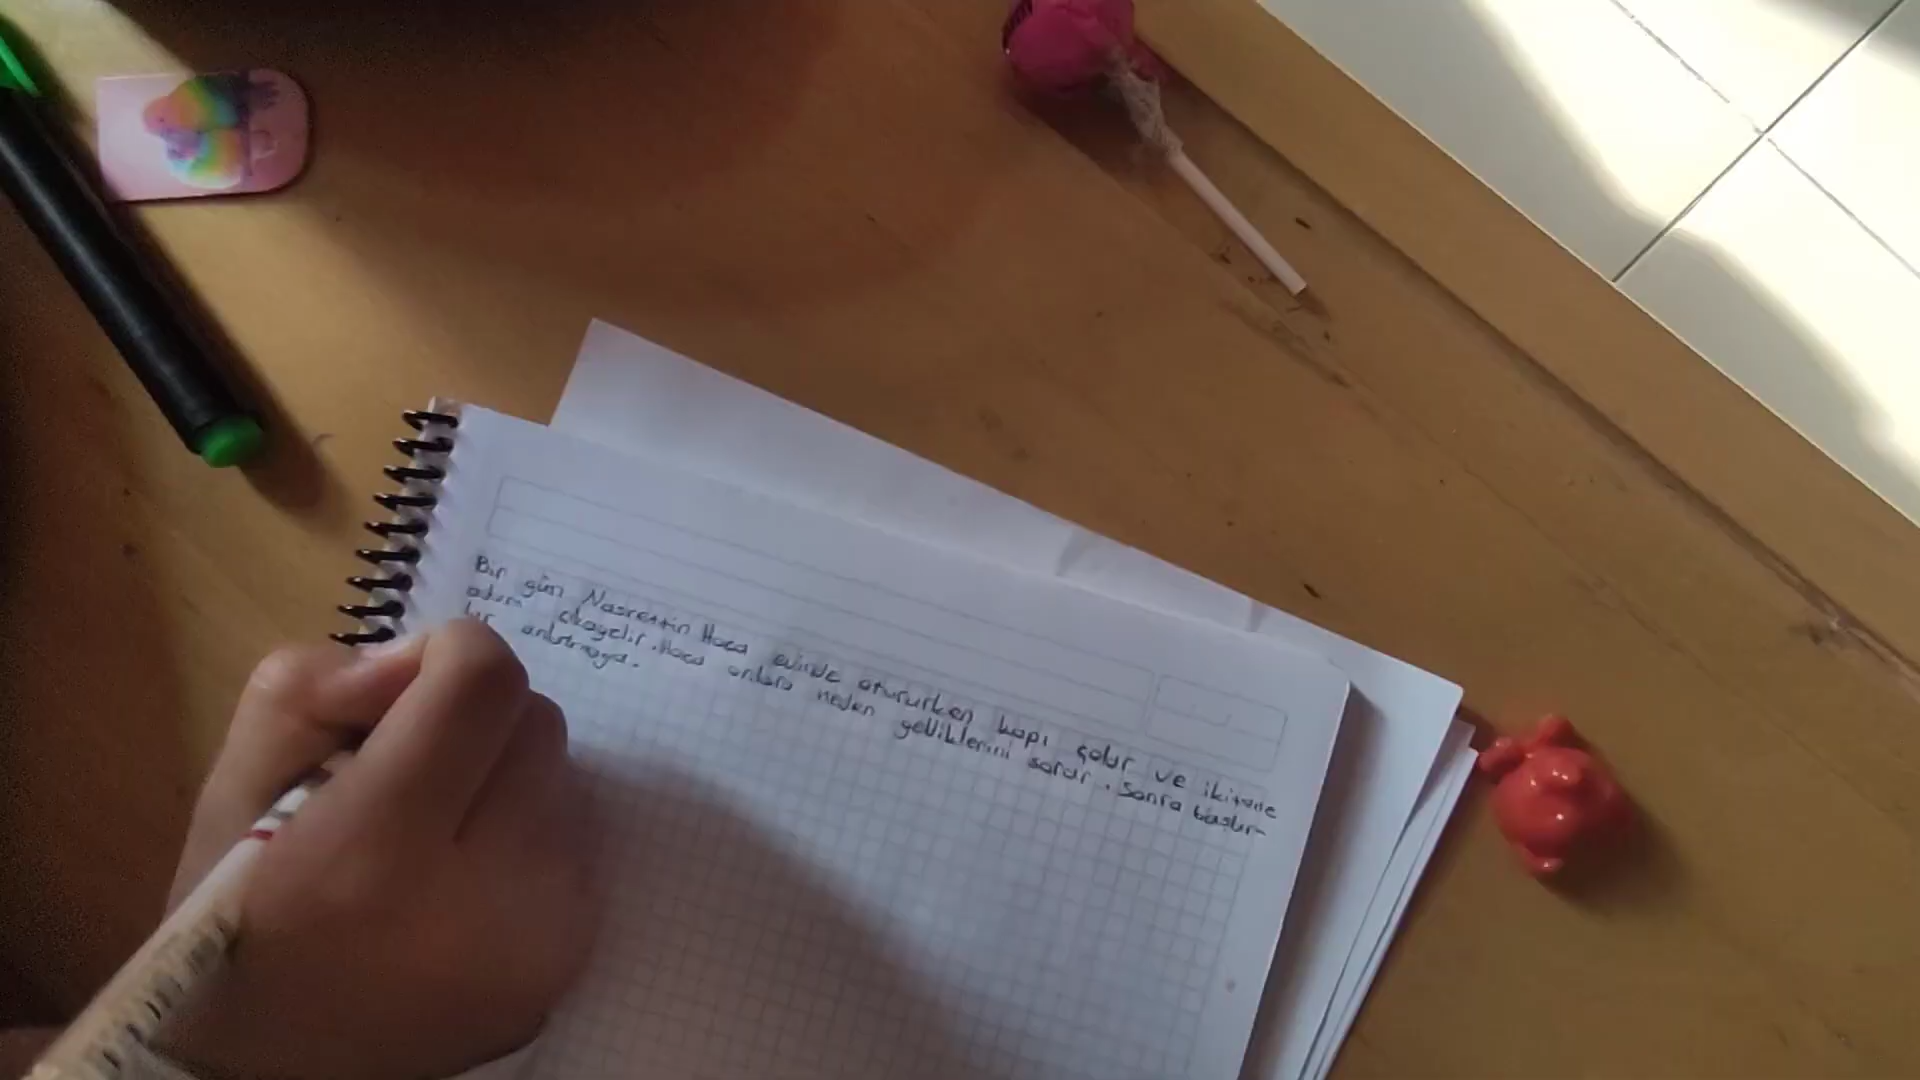 Bir gün Nasrettin Hoca evinde otururken kapı çalır ve iki tane
adam çıkagelir. Hoca onlara neden geldiklerini sorar. Sonra başlır-
lar anlatmaya.